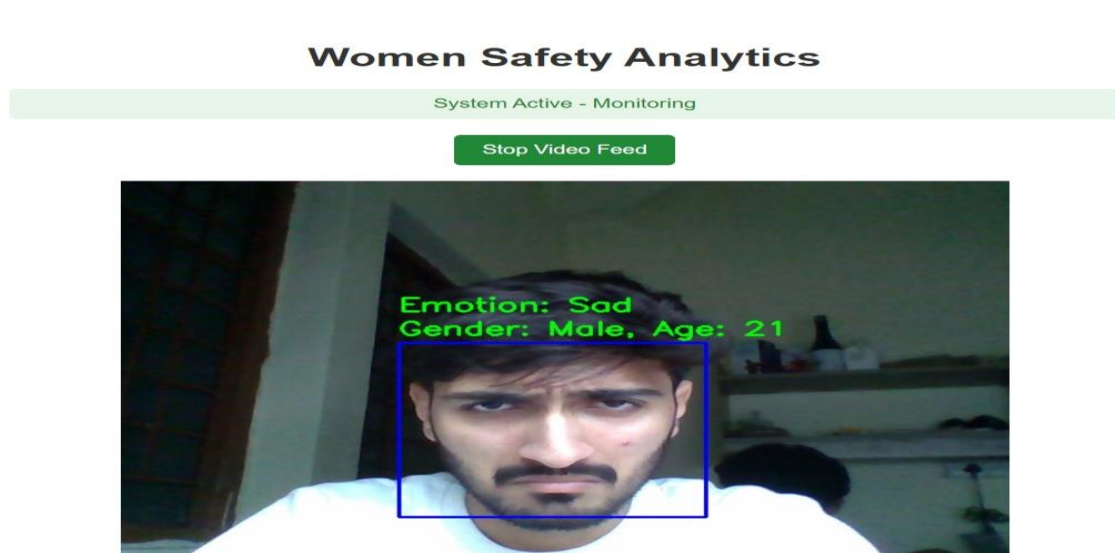 Women Safety Analytics
System Active - Monitoring
Stop Video Feed
Emotion: Sad
Gender: Male, Age: 21